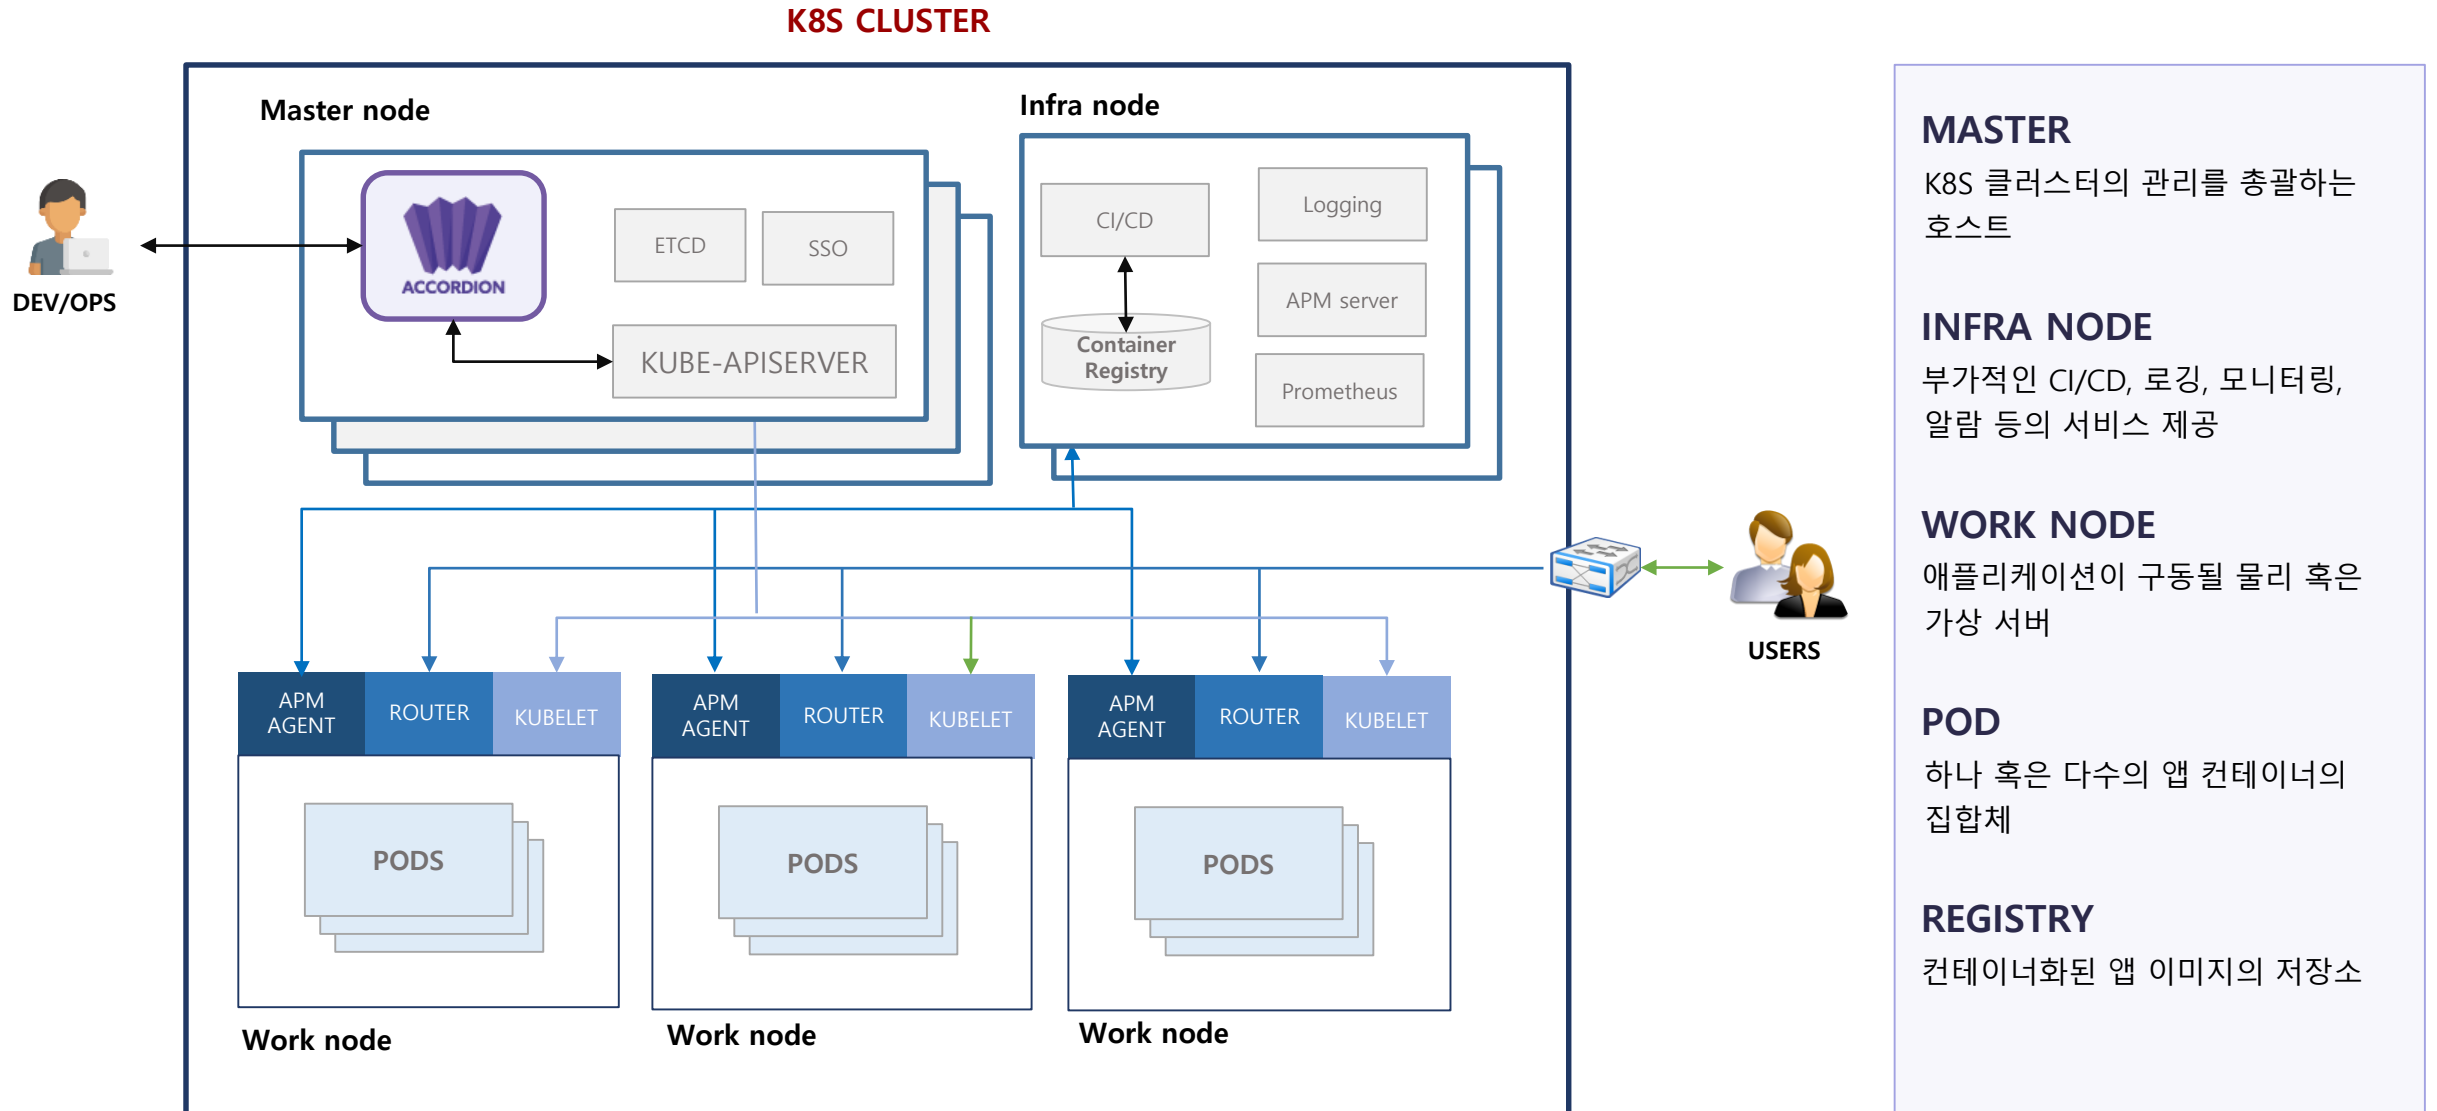 K8S CLUSTER
Master node
Infra node
DEV/OPS
ACCORDION
ETCD
SSO
KUBE-APISERVER
CI/CD
Container
Registry
Logging
APM server
Prometheus
USERS
APM
AGENT
ROUTER
KUBELET
PODS
Work node
APM
AGENT
ROUTER
KUBELET
PODS
Work node
APM
AGENT
ROUTER
KUBELET
PODS
Work node
MASTER
K8S 클러스터의 관리를 총괄하는
호스트
INFRA NODE
부가적인 CI/CD, 로깅, 모니터링,
알람 등의 서비스 제공
WORK NODE
애플리케이션이 구동될 물리 혹은
가상 서버
POD
하나 혹은 다수의 앱 컨테이너의
집합체
REGISTRY
컨테이너화된 앱 이미지의 저장소